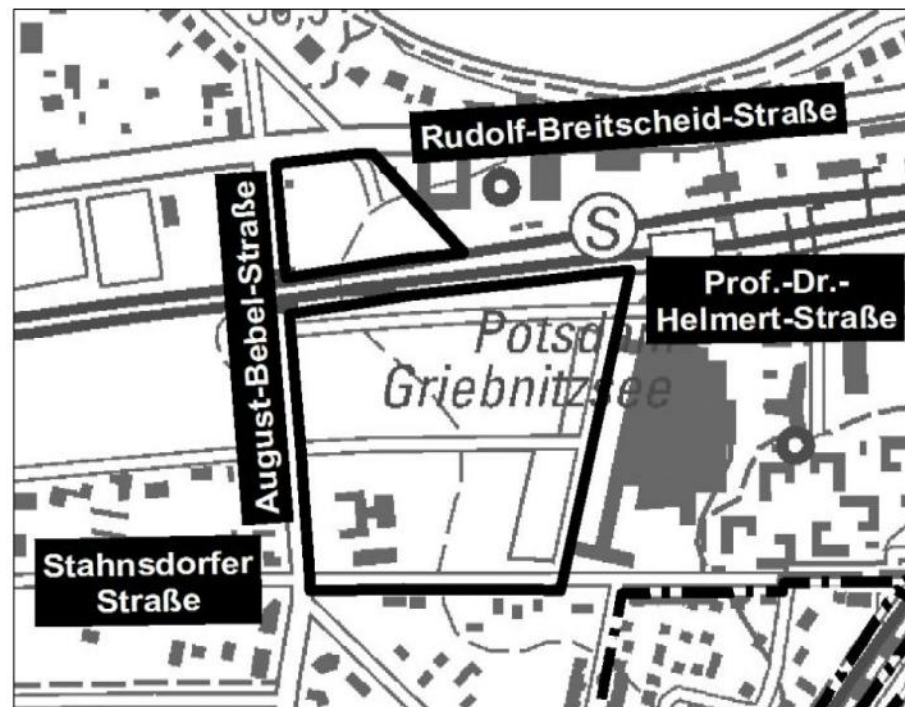 Rudolf-Breitscheid-Straße
S
August-Bebel-Straße
Prof.-Dr.-
Helmert-Straße
Potsdam
Griebnitzsee
Stahnsdorfer
Straße